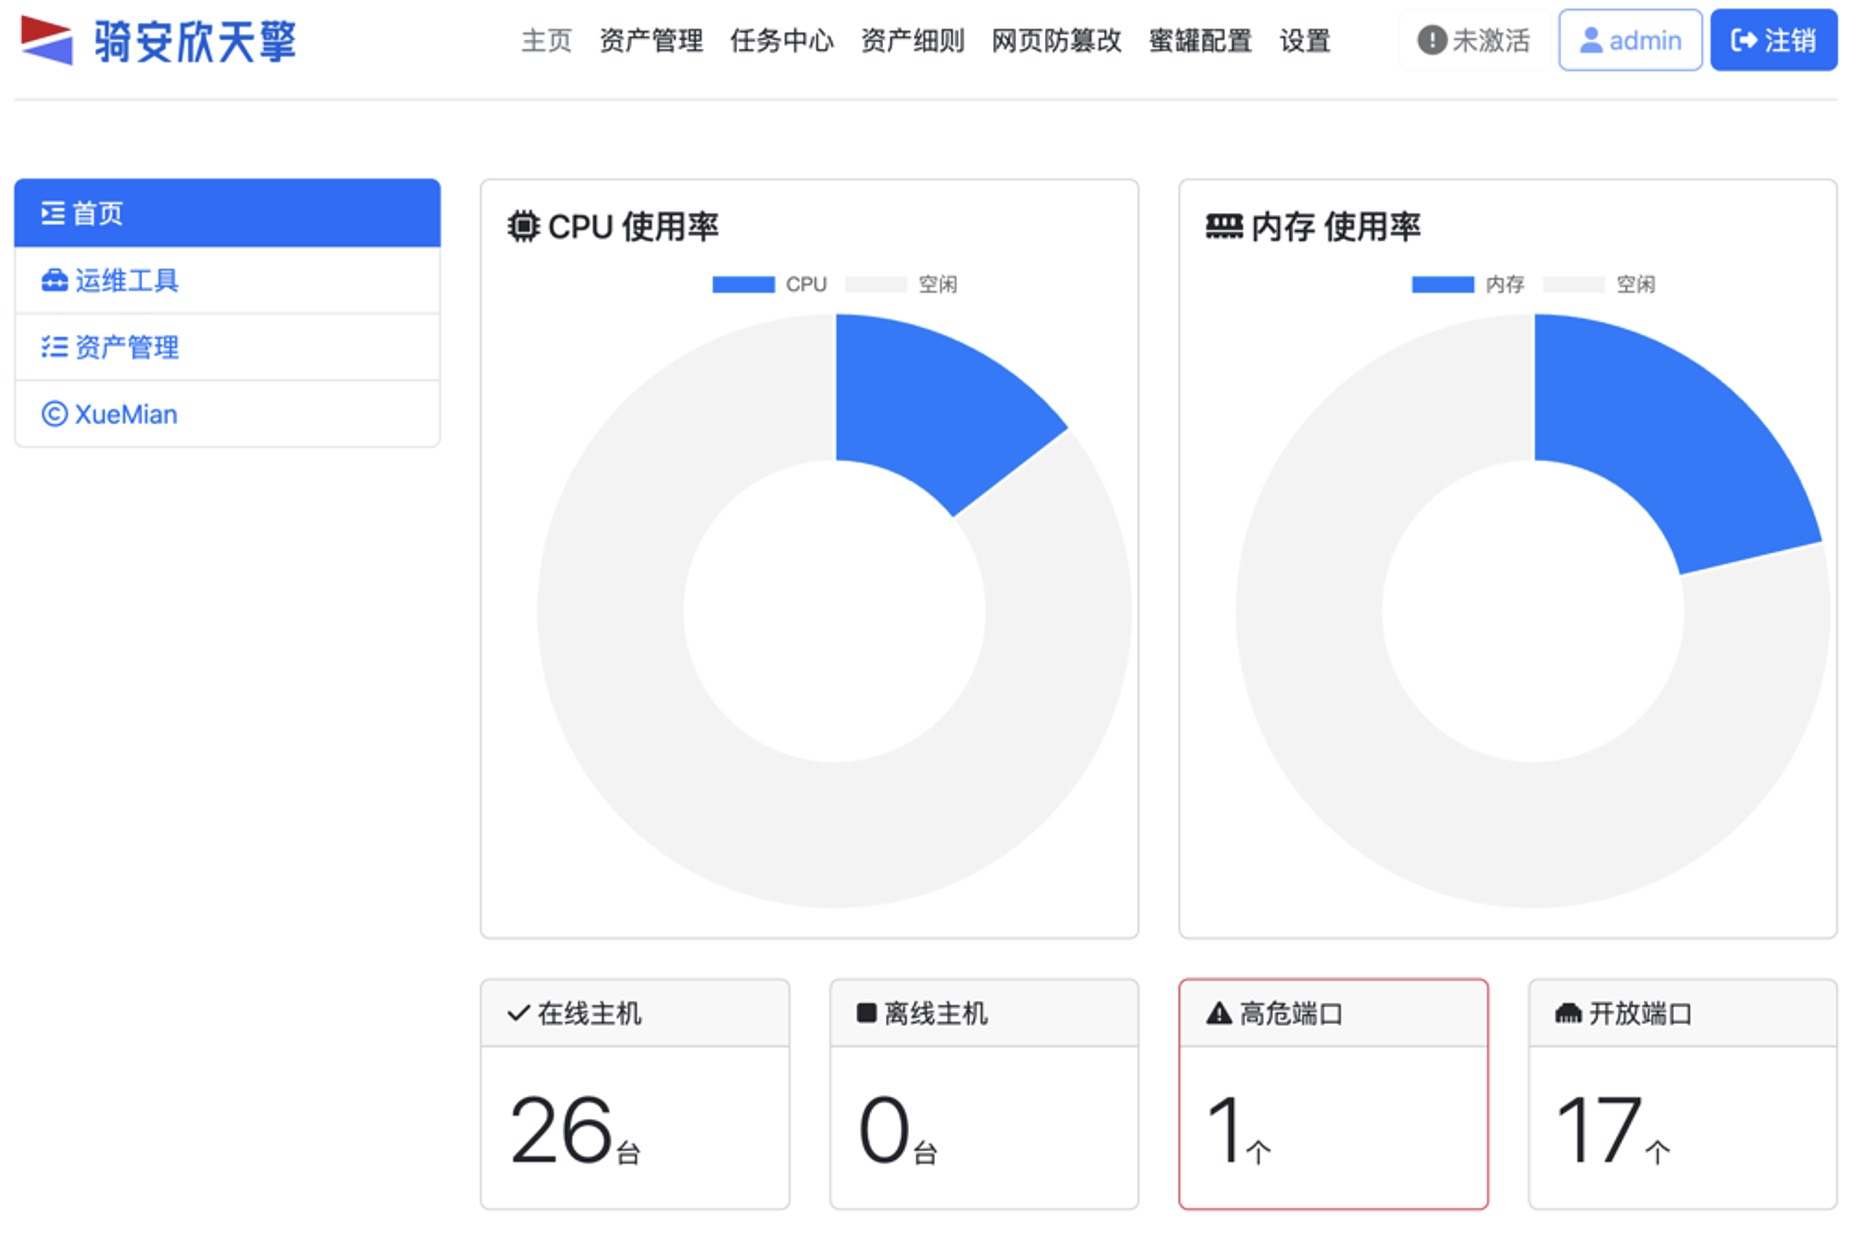 骑安欣天擎
主页 资产管理 任务中心 资产细则 网页防篡改 蜜罐配置 设置
未激活
admin
注销
首页
运维工具
资产管理
© XueMian
CPU 使用率
CPU 空闲
内存 使用率
内存 空闲
在线主机
26台
离线主机
0台
高危端口
1个
开放端口
17个